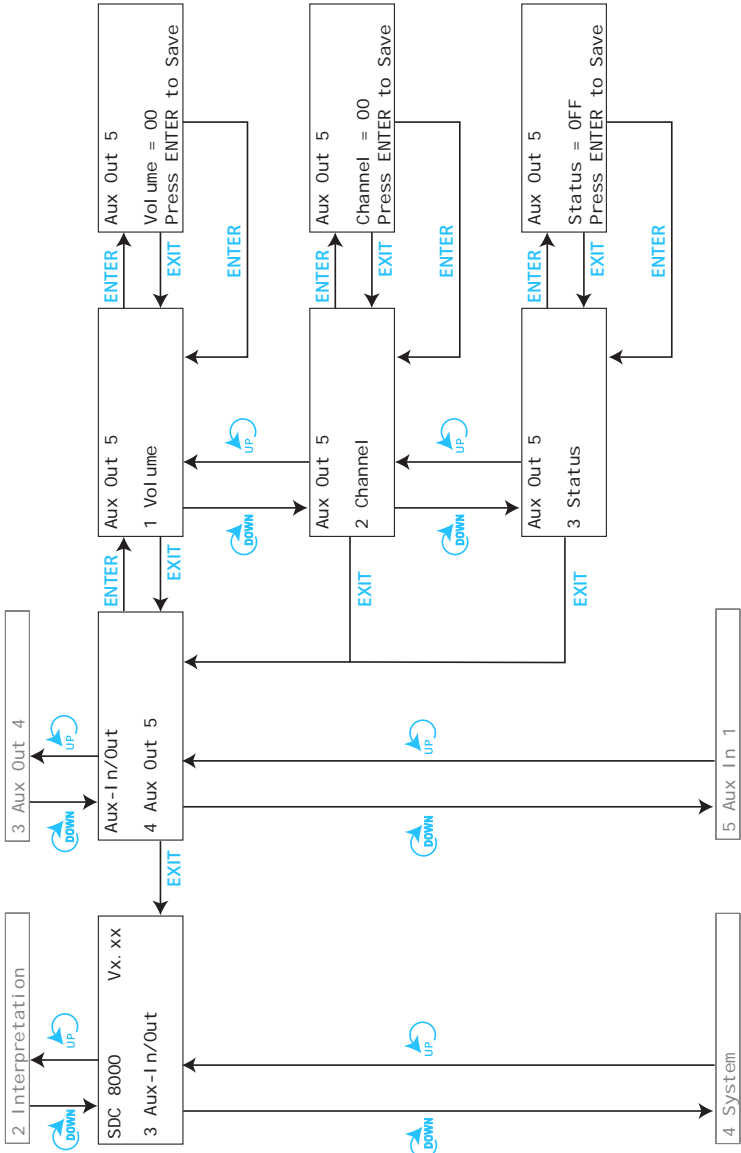 2 Interpretation
3 Aux Out 4
DOWN
UP
DOWN
UP
SDC 8000 Vx.xx
3 Aux-In/Out
EXIT
Aux-In/Out
4 Aux Out 5
ENTER
EXIT
Aux Out 5
1 Volume
ENTER
EXIT
Aux Out 5
Volume = 00
Press ENTER to Save
ENTER
DOWN
UP
EXIT
Aux Out 5
2 Channel
ENTER
EXIT
Aux Out 5
Channel = 00
Press ENTER to Save
ENTER
DOWN
UP
DOWN
UP
DOWN
UP
EXIT
Aux Out 5
3 Status
ENTER
EXIT
Aux Out 5
Status = OFF
Press ENTER to Save
ENTER
4 System
5 Aux In 1